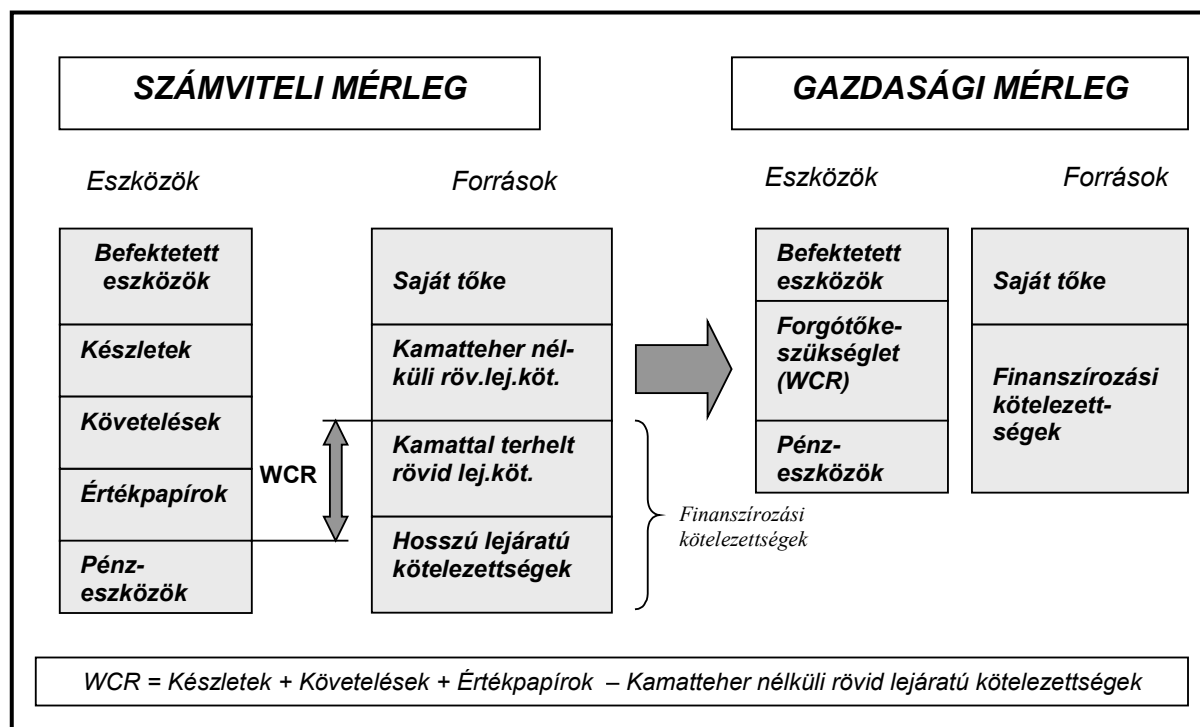 SZÁMVITELI MÉRLEG
Eszközök
Források
Befektetett
eszközök
Készletek
Követelések
Értékpapírok
Pénz-
eszközök
WCR
Saját tőke
Kamatteher nél-
küli röv.lej.köt.
Kamattal terhelt
rövid lej.köt.
Hosszú lejáratú
kötelezettségek
Finanszírozási
kötelezettségek
GAZDASÁGI MÉRLEG
Eszközök
Források
Befektetett
eszközök
Forgótőke-
szükséglet
(WCR)
Pénz-
eszközök
Saját tőke
Finanszírozási
kötelezett-
ségek
WCR = Készletek + Követelések + Értékpapírok – Kamatteher nélküli rövid lejáratú kötelezettségek